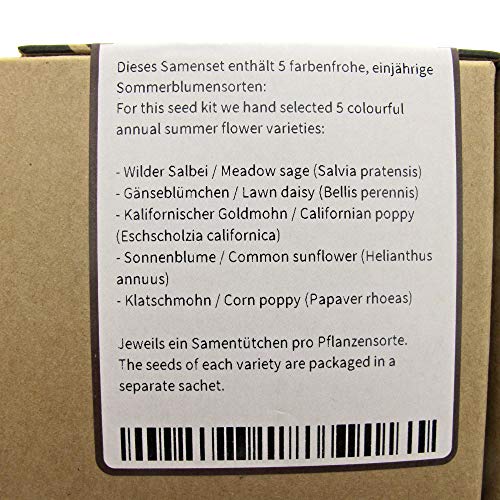 Dieses Samenset enthält 5 farbenfrohe, einjährige
Sommerblumensorten:
For this seed kit we hand selected 5 colourful
annual summer flower varieties:
- Wilder Salbei / Meadow sage (Salvia pratensis)
- Gänseblümchen / Lawn daisy (Bellis perennis)
- Kalifornischer Goldmohn / Californian poppy
(Eschscholzia californica)
- Sonnenblume / Common sunflower (Helianthus
annuus)
- Klatschmohn / Corn poppy (Papaver rhoeas)
Jeweils ein Samentütchen pro Pflanzensorte.
The seeds of each variety are packaged in a
separate sachet.